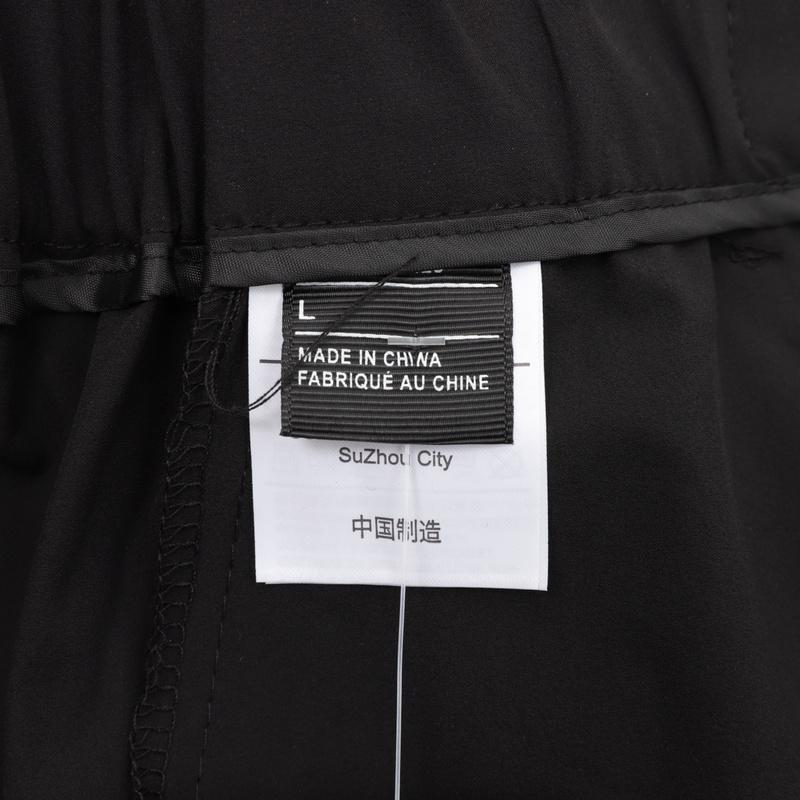 L
MADE IN CHINA
FABRIQUÉ AU CHINE
SuZhou City
中国制造